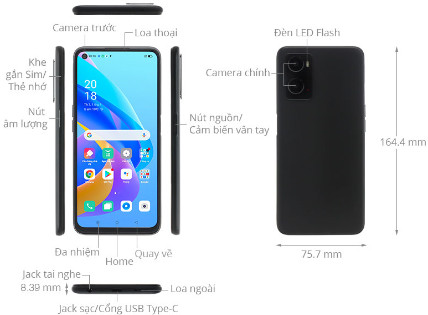 Camera trước
Loa thoại
Đèn LED Flash
Khe
gắn Sim/
Thẻ nhớ
Camera chính
Nút
âm lượng
Nút nguồn/
Cảm biến vân tay
164.4 mm
Đa nhiệm
Home
Quay về
75.7 mm
Jack tai nghe
8.39 mm
Loa ngoài
Jack sạc/Cổng USB Type-C